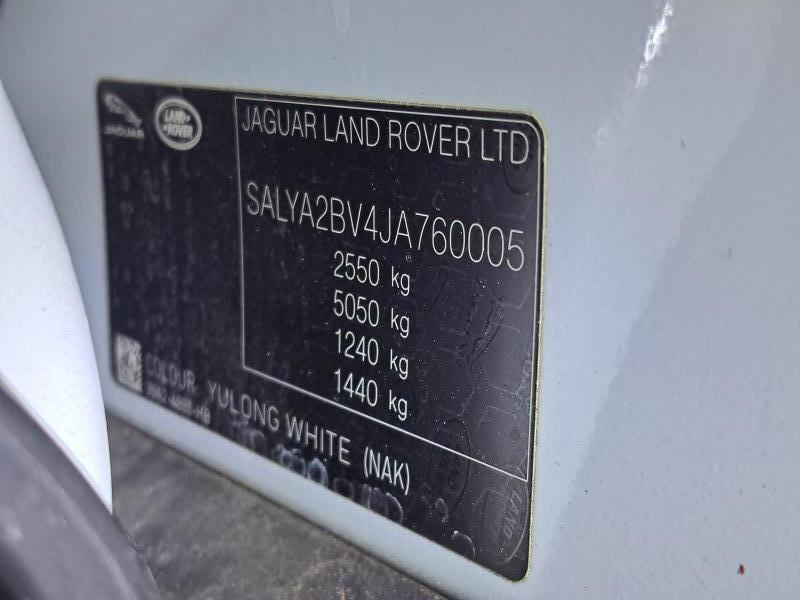 JAGUAR
LAND ROVER
JAGUAR LAND ROVER LTD
SALYA2BV4JA760005
2550 kg
5050 kg
1240 kg
1440 kg
COLOUR YULONG WHITE (NAK)
LAND